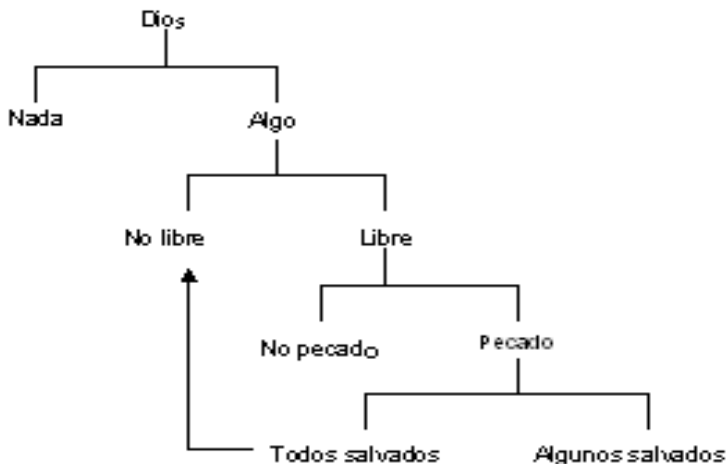 Dios
Nada Algo
No libre Libre
No pecado Pecado
Todos salvados Algunos salvados